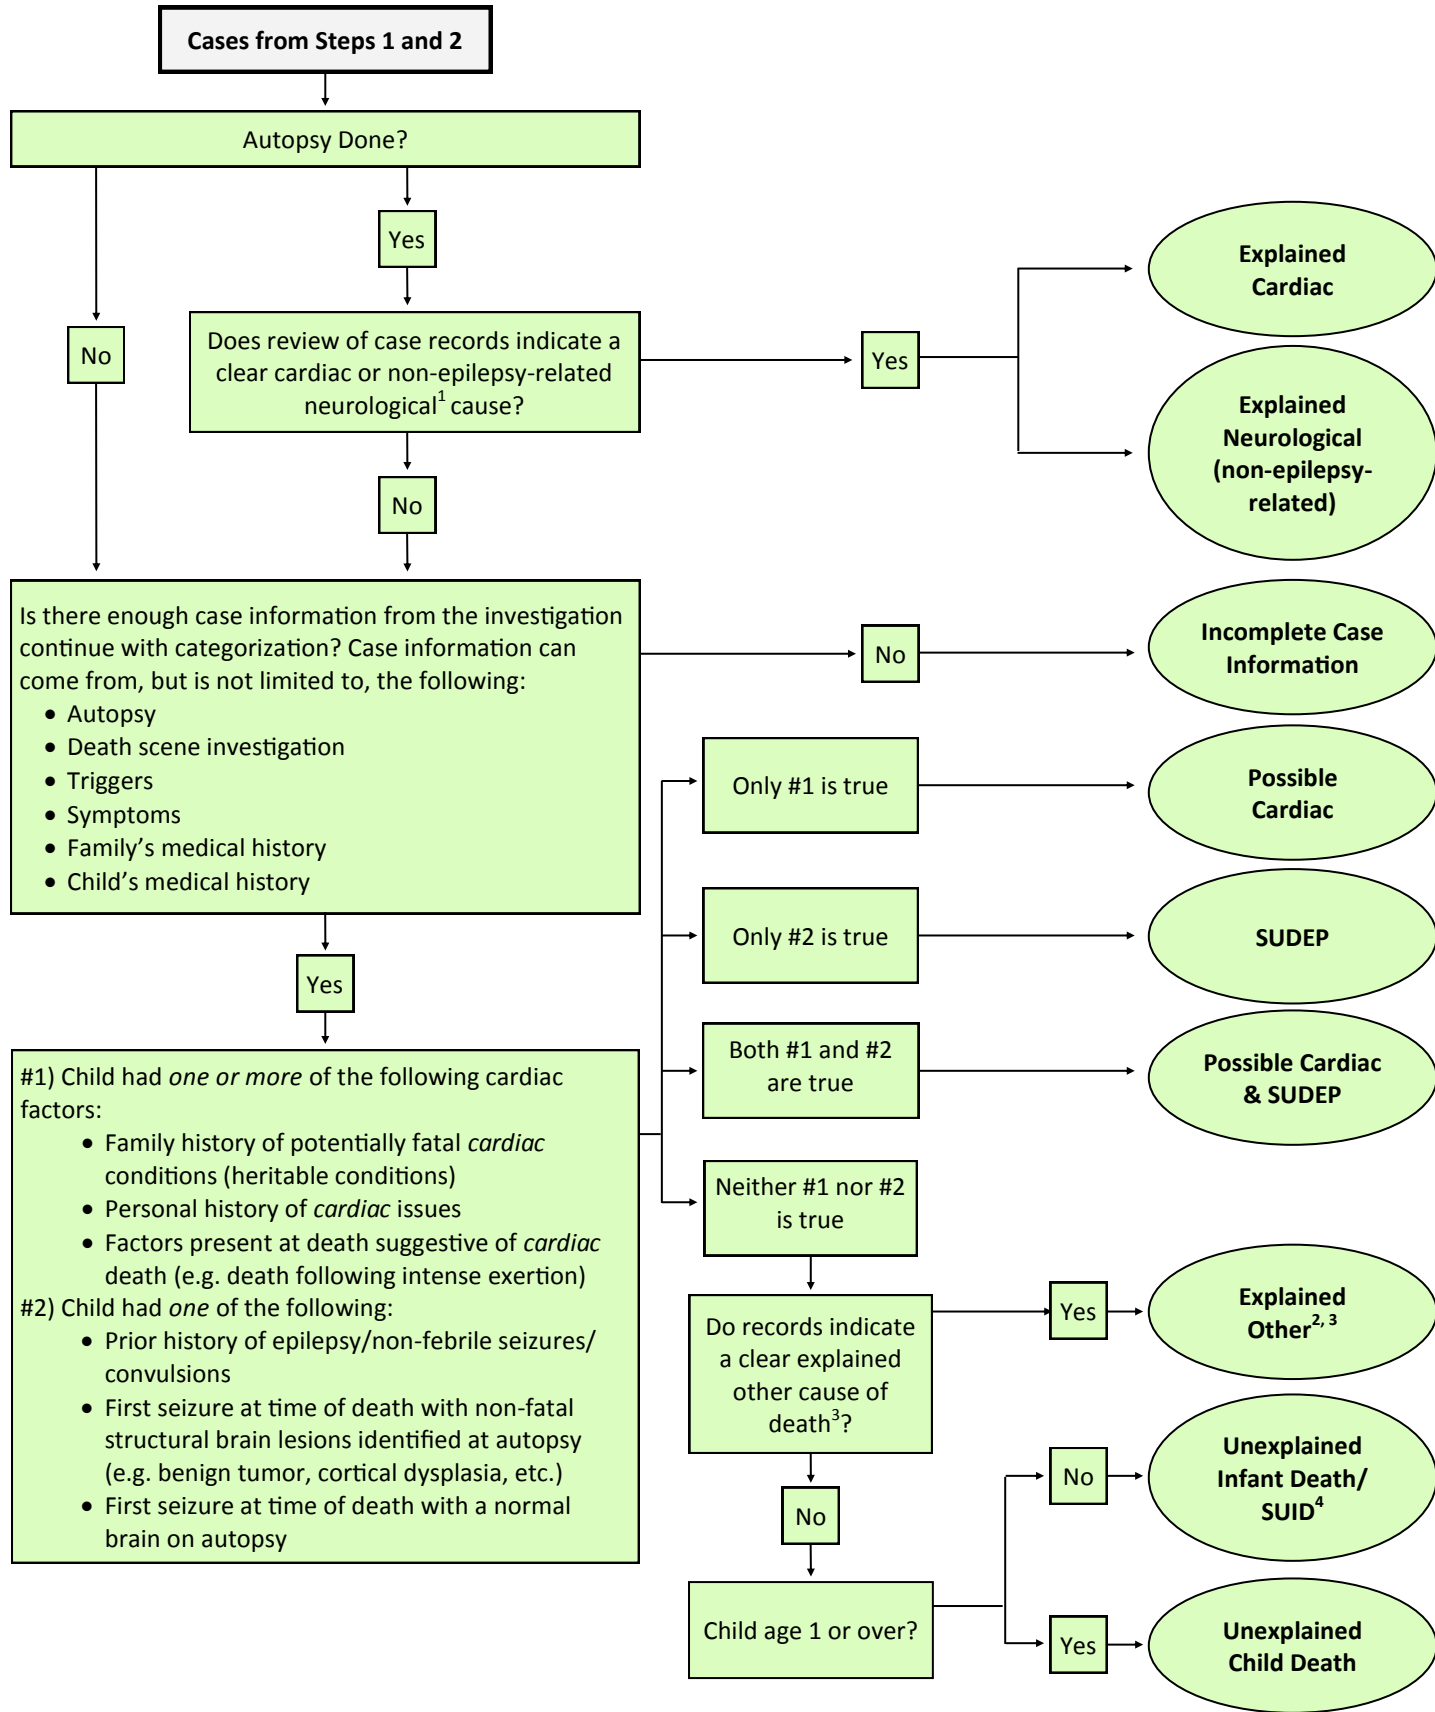 Cases from Steps 1 and 2
Autopsy Done?
Yes
No
Does review of case records indicate a
clear cardiac or non-epilepsy-related
neurological1 cause?
Yes
Explained
Cardiac
Explained
Neurological
(non-epilepsy-
related)
No
Is there enough case information from the investigation
continue with categorization? Case information can
come from, but is not limited to, the following:
• Autopsy
• Death scene investigation
• Triggers
• Symptoms
• Family’s medical history
• Child’s medical history
No
Incomplete Case
Information
Yes
#1) Child had one or more of the following cardiac
factors:
• Family history of potentially fatal cardiac
conditions (heritable conditions)
• Personal history of cardiac issues
• Factors present at death suggestive of cardiac
death (e.g. death following intense exertion)
#2) Child had one of the following:
• Prior history of epilepsy/non-febrile seizures/
convulsions
• First seizure at time of death with non-fatal
structural brain lesions identified at autopsy
(e.g. benign tumor, cortical dysplasia, etc.)
• First seizure at time of death with a normal
brain on autopsy
Only #1 is true
Possible
Cardiac
Only #2 is true
SUDEP
Both #1 and #2
are true
Possible Cardiac
& SUDEP
Neither #1 nor #2
is true
Do records indicate
a clear explained
other cause of
death3?
Yes
Explained
Other2, 3
No
Child age 1 or over?
No
Unexplained
Infant Death/
SUID4
Yes
Unexplained
Child Death